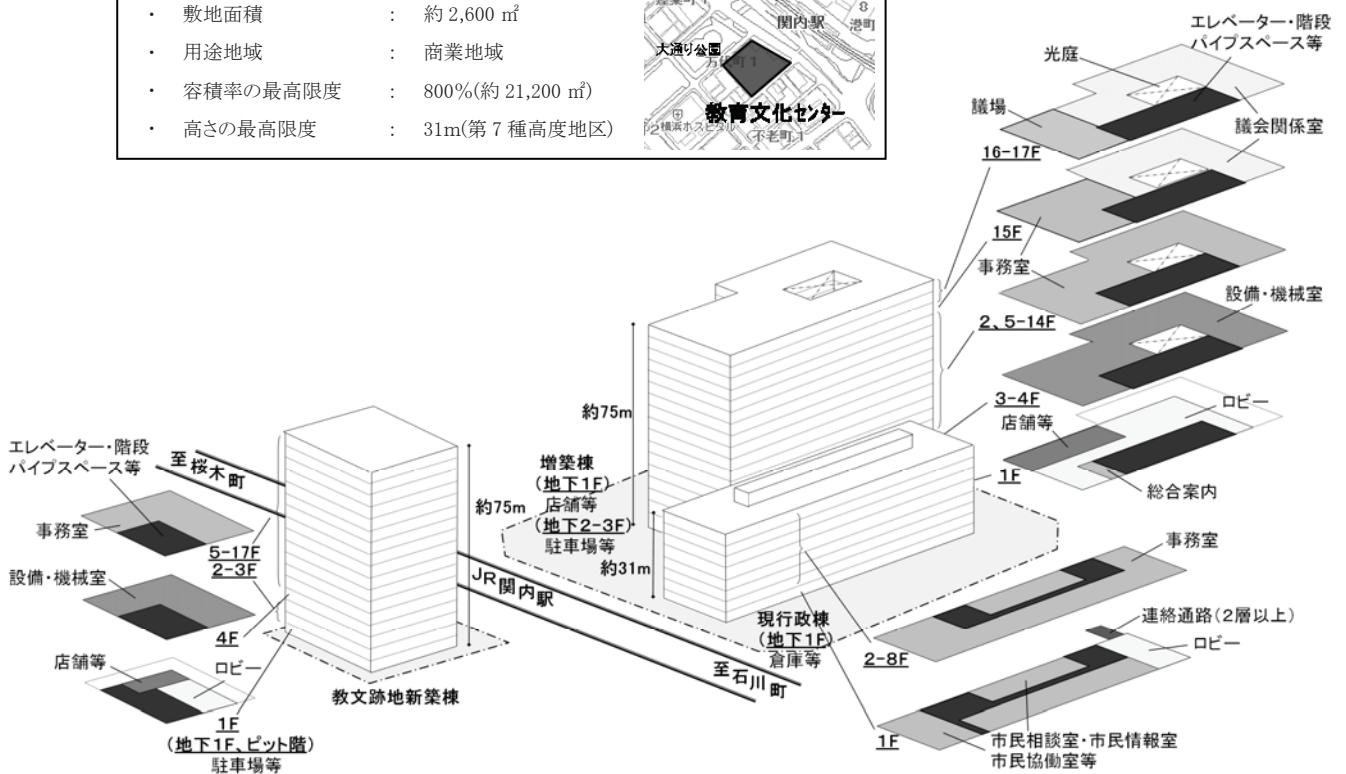 ・ 敷地面積 : 約 2,600 ㎡
・ 用途地域 : 商業地域
・ 容積率の最高限度 : 800%(約 21,200 ㎡)
・ 高さの最高限度 : 31m(第 7 種高度地区)
関内駅
港町
大通り公園
万代町1
教育文化センター
横浜ホスピタル
不老町1
エレベーター・階段
パイプスペース等
光庭
議場
議会関係室
16-17F
15F
事務室
設備・機械室
2、5-14F
3-4F
ロビー
店舗等
1F
総合案内
約75m
増築棟
(地下1F)
店舗等
(地下2-3F)
駐車場等
約31m
現行政棟
(地下1F)
倉庫等
事務室
2-8F
連絡通路(2層以上)
ロビー
1F
市民相談室・市民情報室
市民協働室等
エレベーター・階段
パイプスペース等
至桜木町
事務室
5-17F
2-3F
設備・機械室
4F
店舗等
ロビー
1F
(地下1F、ピット階)
駐車場等
約75m
JR関内駅
至石川町
教文跡地新築棟